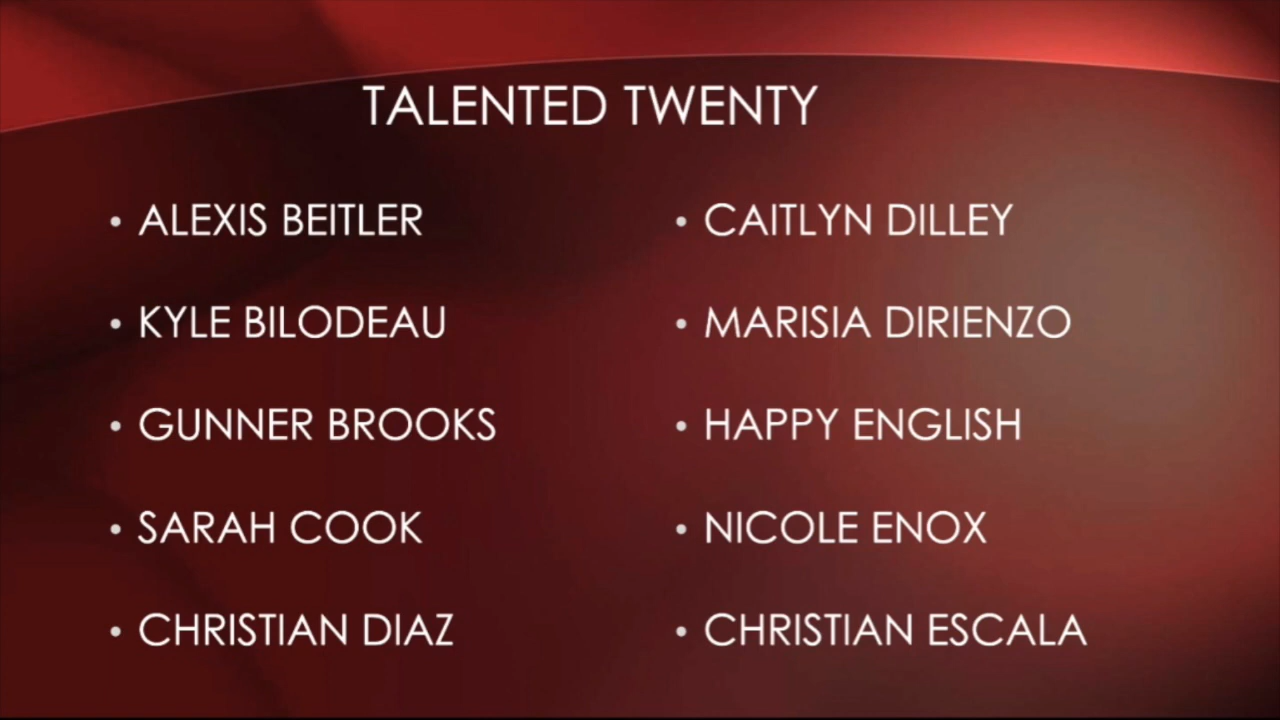 TALENTED TWENTY
• ALEXIS BEITLER
• KYLE BILODEAU
• GUNNER BROOKS
• SARAH COOK
• CHRISTIAN DIAZ
• CAITLYN DILLEY
• MARISIA DIRIENZO
• HAPPY ENGLISH
• NICOLE ENOX
• CHRISTIAN ESCALA